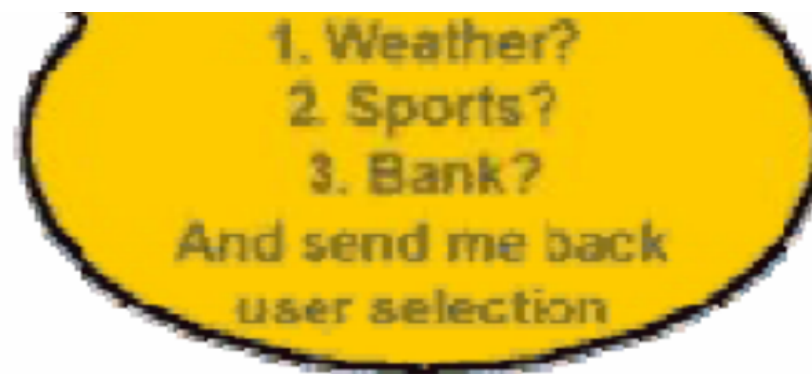 1. Weather?
2. Sports?
3. Bank?
And send me back
user selection